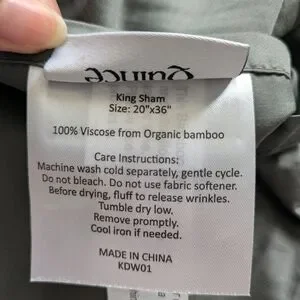 Quince
King Sham
Size: 20"x36"
100% Viscose from Organic bamboo
Care Instructions:
Machine wash cold separately, gentle cycle.
Do not bleach. Do not use fabric softener.
Before drying, fluff to release wrinkles.
Tumble dry low.
Remove promptly.
Cool iron if needed.
MADE IN CHINA
KDW01